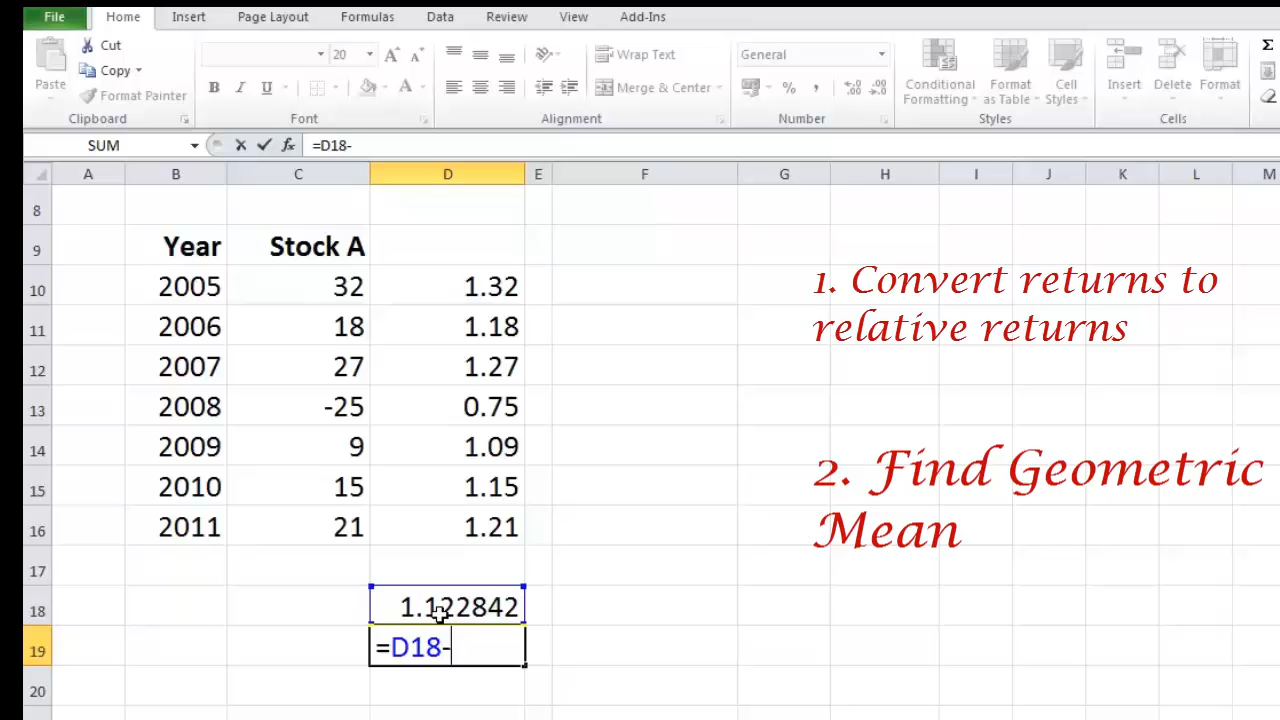 File Home Insert Page Layout Formulas Data Review View Add-Ins
Cut
Copy
Format Painter
Paste
20
Wrap Text
Merge & Center
General
Conditional Formatting
Format as Table
Cell Styles
Insert Delete Format
Clipboard Font Alignment Number Styles Cells
SUM =D18-
A B C D E F G H I J K L M
8
9 Year Stock A
10 2005 32 1.32
11 2006 18 1.18
12 2007 27 1.27
13 2008 -25 0.75
14 2009 9 1.09
15 2010 15 1.15
16 2011 21 1.21
17
18 1.122842
19 =D18-
20
1. Convert returns to
relative returns
2. Find Geometric
Mean